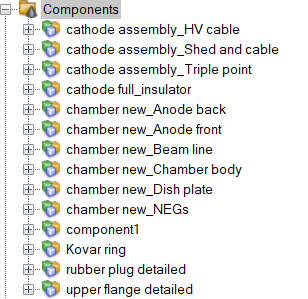 Components
cathode assembly_HV cable
cathode assembly_Shed and cable
cathode assembly_Triple point
cathode full_insulator
chamber new_Anode back
chamber new_Anode front
chamber new_Beam line
chamber new_Chamber body
chamber new_Dish plate
chamber new_NEGs
component1
Kovar ring
rubber plug detailed
upper flange detailed